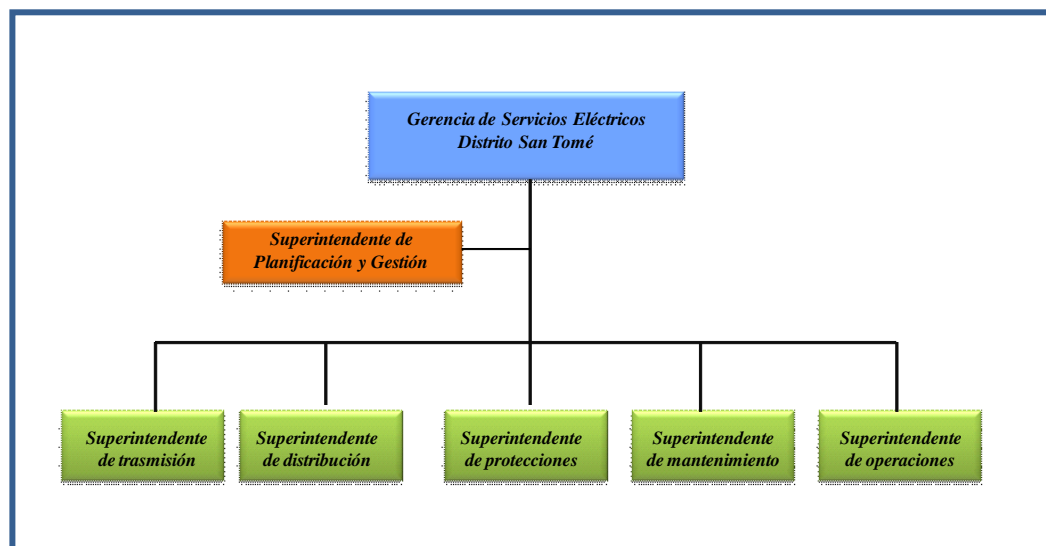 Gerencia de Servicios Eléctricos
Distrito San Tomé
Superintendente de
Planificación y Gestión
Superintendente
de trasmisión
Superintendente
de distribución
Superintendente
de protecciones
Superintendente
de mantenimiento
Superintendente
de operaciones